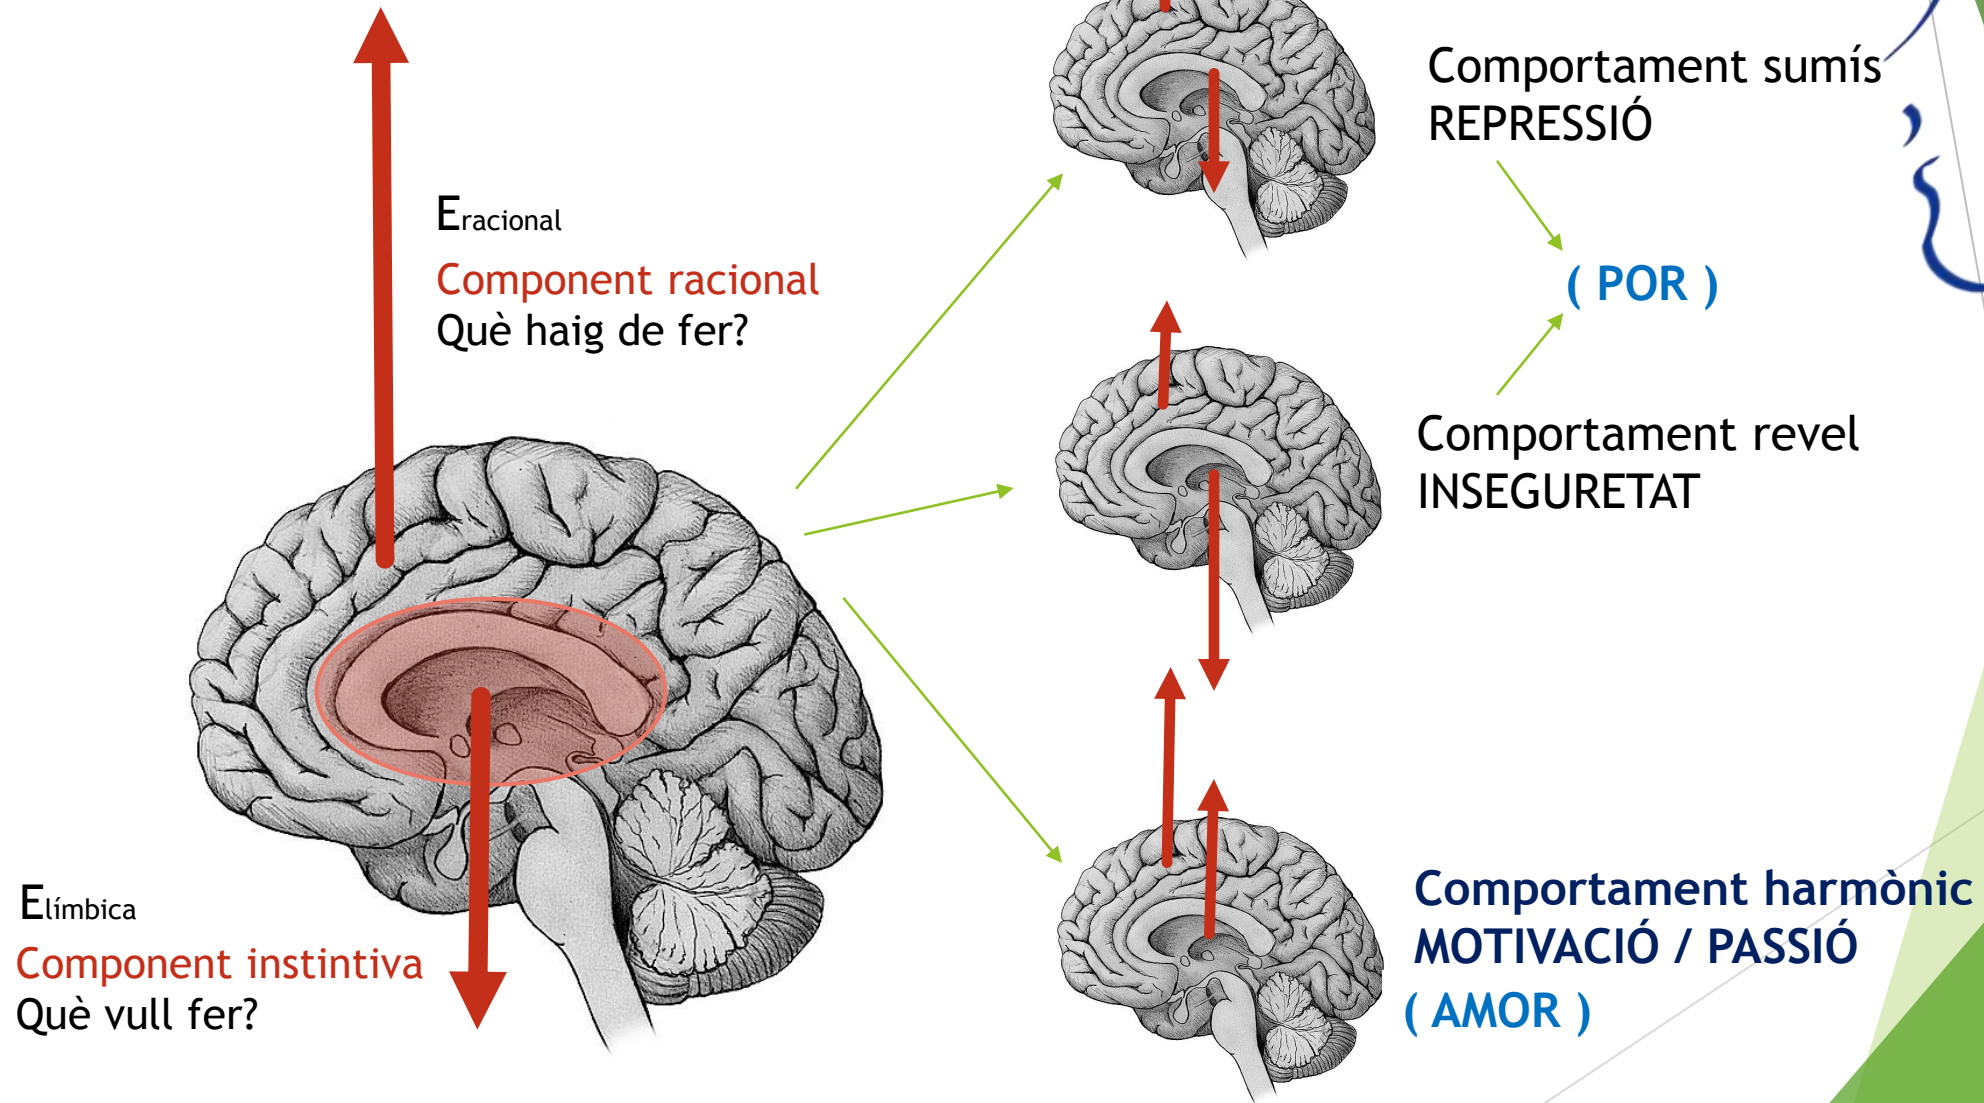 Eracional
Component racional
Què haig de fer?
Elímbica
Component instintiva
Què vull fer?
Comportament sumís
REPRESSIÓ
( POR )
Comportament revel
INSEGURETAT
Comportament harmònic
MOTIVACIÓ / PASSIÓ
( AMOR )